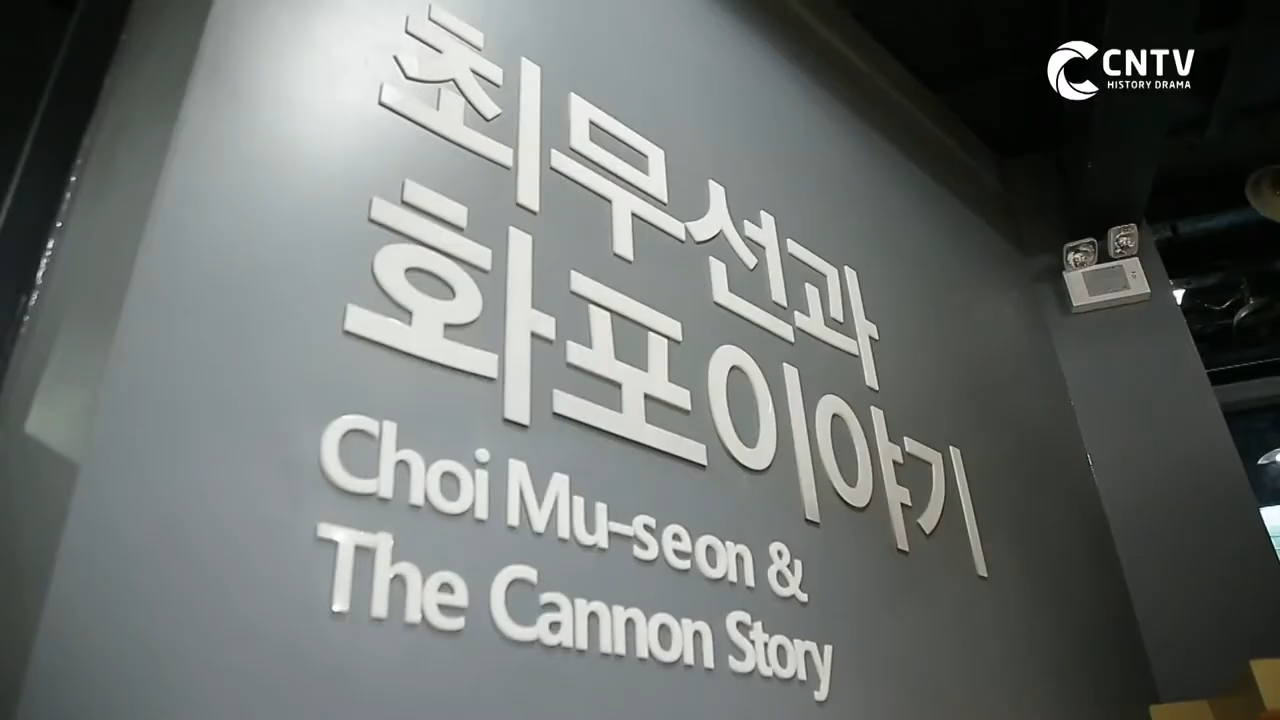 CNTV
HISTORY DRAMA
최무선과
화포이야기
Choi Mu-seon &
The Cannon Story